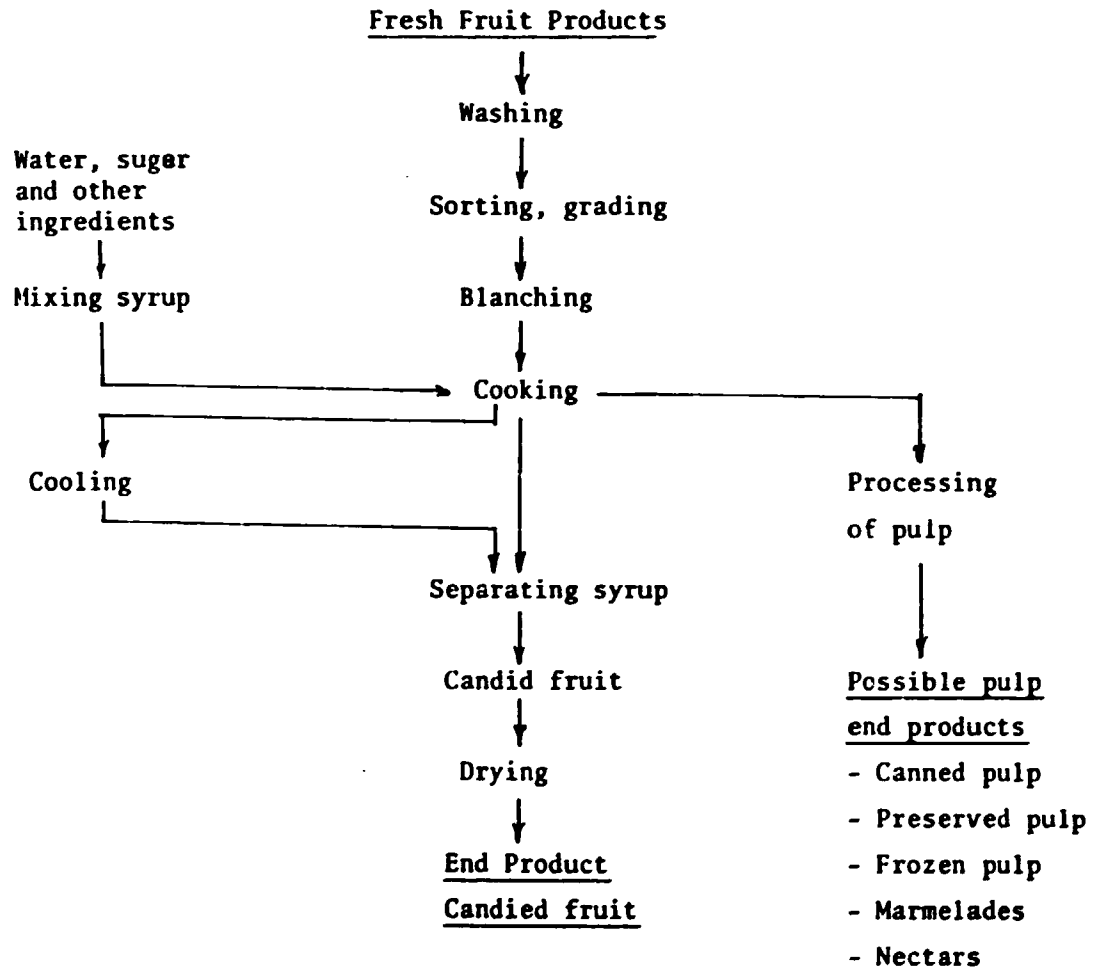 Fresh Fruit Products
Washing
Water, suger
and other
ingredients
Sorting, grading
Mixing syrup
Blanching
Cooking
Cooling
Processing
of pulp
Separating syrup
Candid fruit
Possible pulp
end products
- Canned pulp
- Preserved pulp
- Frozen pulp
- Marmelades
- Nectars
Drying
End Product
Candied fruit